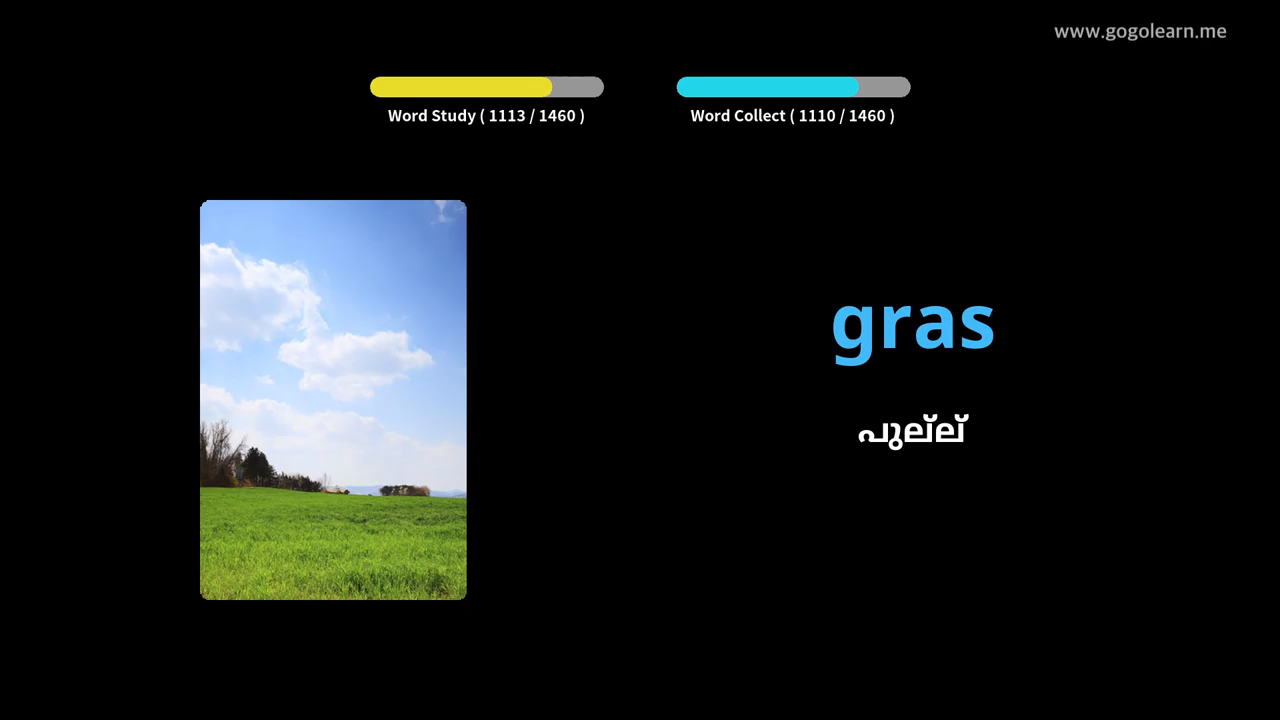 www.gogolearn.me
Word Study ( 1113 / 1460 )
Word Collect ( 1110 / 1460 )
gras
പുല്ല്